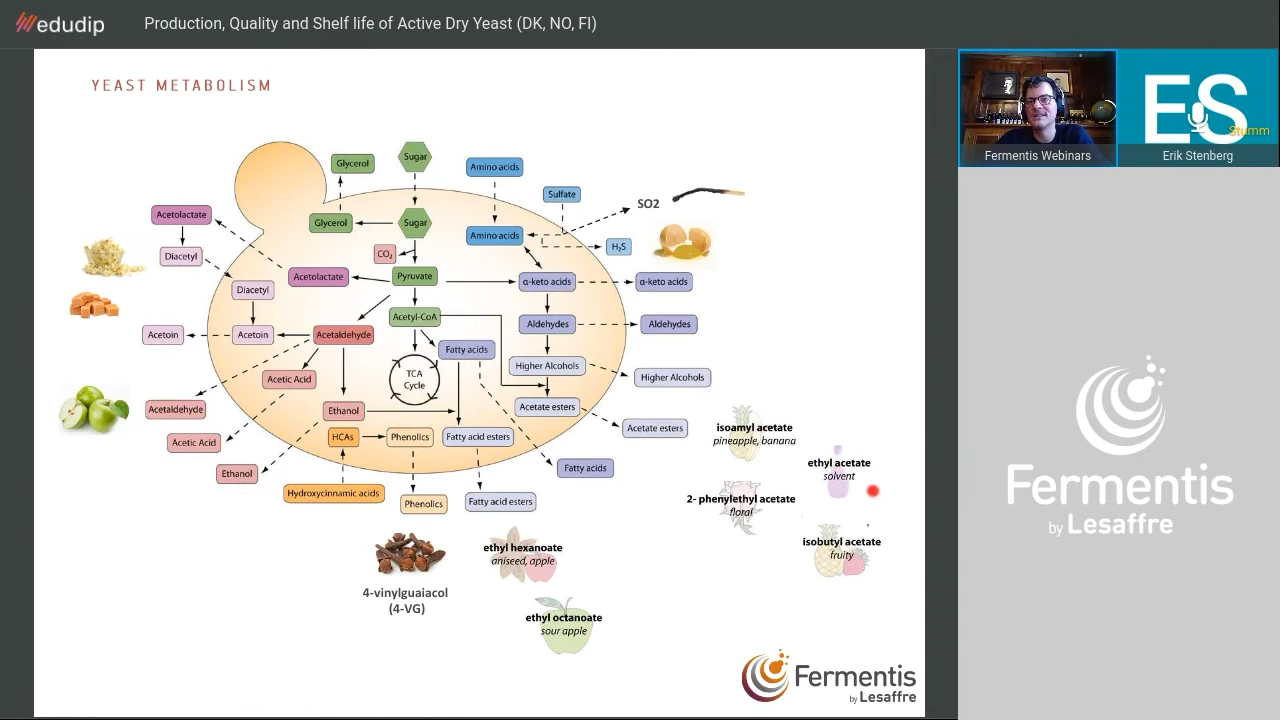 edudip
Production, Quality and Shelf life of Active Dry Yeast (DK, NO, FI)
YEAST METABOLISM
Glycerol
Sugar
Amino acids
Sulfate
SO2
Acetolactate
Glycerol
Sugar
Amino acids
H₂S
Diacetyl
CO₂
Acetolactate
Pyruvate
α-keto acids
α-keto acids
Diacetyl
Acetyl-CoA
Aldehydes
Aldehydes
Acetoin
Acetoin
Acetaldehyde
Fatty acids
Higher Alcohols
Higher Alcohols
TCA
Cycle
Acetic Acid
Acetaldehyde
Ethanol
Acetate esters
Acetate esters
Acetic Acid
HCAs
Phenolics
Fatty acid esters
Ethanol
Fatty acids
Hydroxycinnamic acids
Phenolics
Fatty acid esters
isoamyl acetate
pineapple, banana
ethyl acetate
solvent
2- phenylethyl acetate
floral
isobutyl acetate
fruity
ethyl hexanoate
aniseed, apple
4-vinylguaiacol
(4-VG)
ethyl octanoate
sour apple
Fermentis
by Lesaffre
ES
Stumm
Fermentis Webinars
Erik Stenberg
Fermentis
by Lesaffre